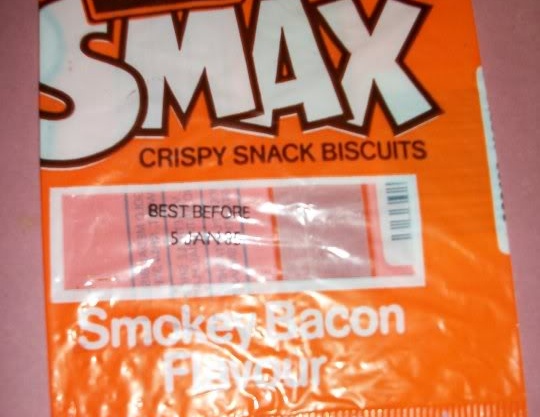 SMAX
CRISPY SNACK BISCUITS
BEST BEFORE
5 JAN
Smokey Bacon
Flavour